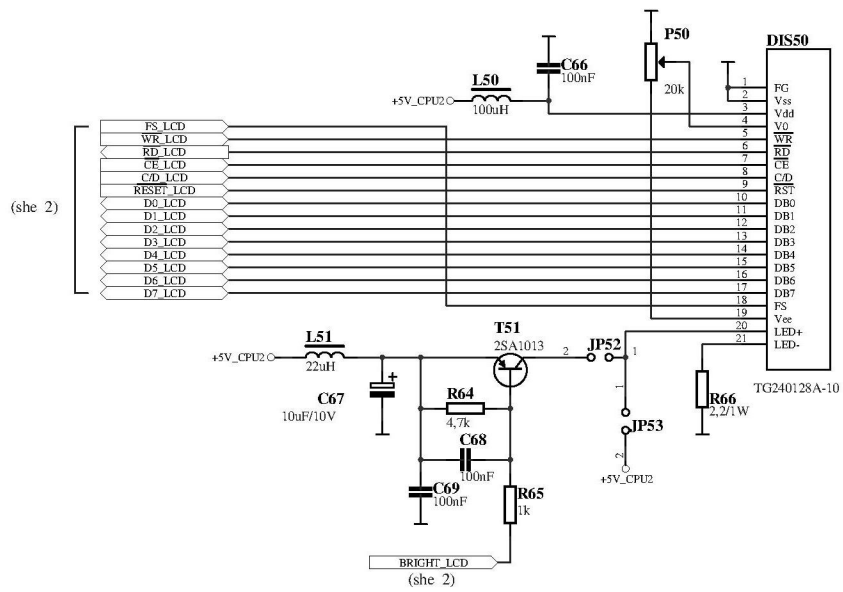 P50
DIS50
C66
100nF
L50
100uH
+5V_CPU2
20k
1 FG
2 Vss
3 Vdd
4 V0
5 WR
6 RD
7 CE
8 C/D
9 RST
10 DB0
11 DB1
12 DB2
13 DB3
14 DB4
15 DB5
16 DB6
17 DB7
18 FS
19 Vee
20 LED+
21 LED-
TG240128A-10
FS_LCD
WR_LCD
RD_LCD
CE_LCD
C/D_LCD
RESET_LCD
D0_LCD
D1_LCD
D2_LCD
D3_LCD
D4_LCD
D5_LCD
D6_LCD
D7_LCD
(she 2)
T51
2SA1013
L51
22uH
+5V_CPU2
2 JP52 1
C67
+
10uF/10V
R64
4,7k
C68
100nF
C69
100nF
R65
1k
1
JP53
2
+5V_CPU2
R66
2,2/1W
BRIGHT_LCD
(she 2)